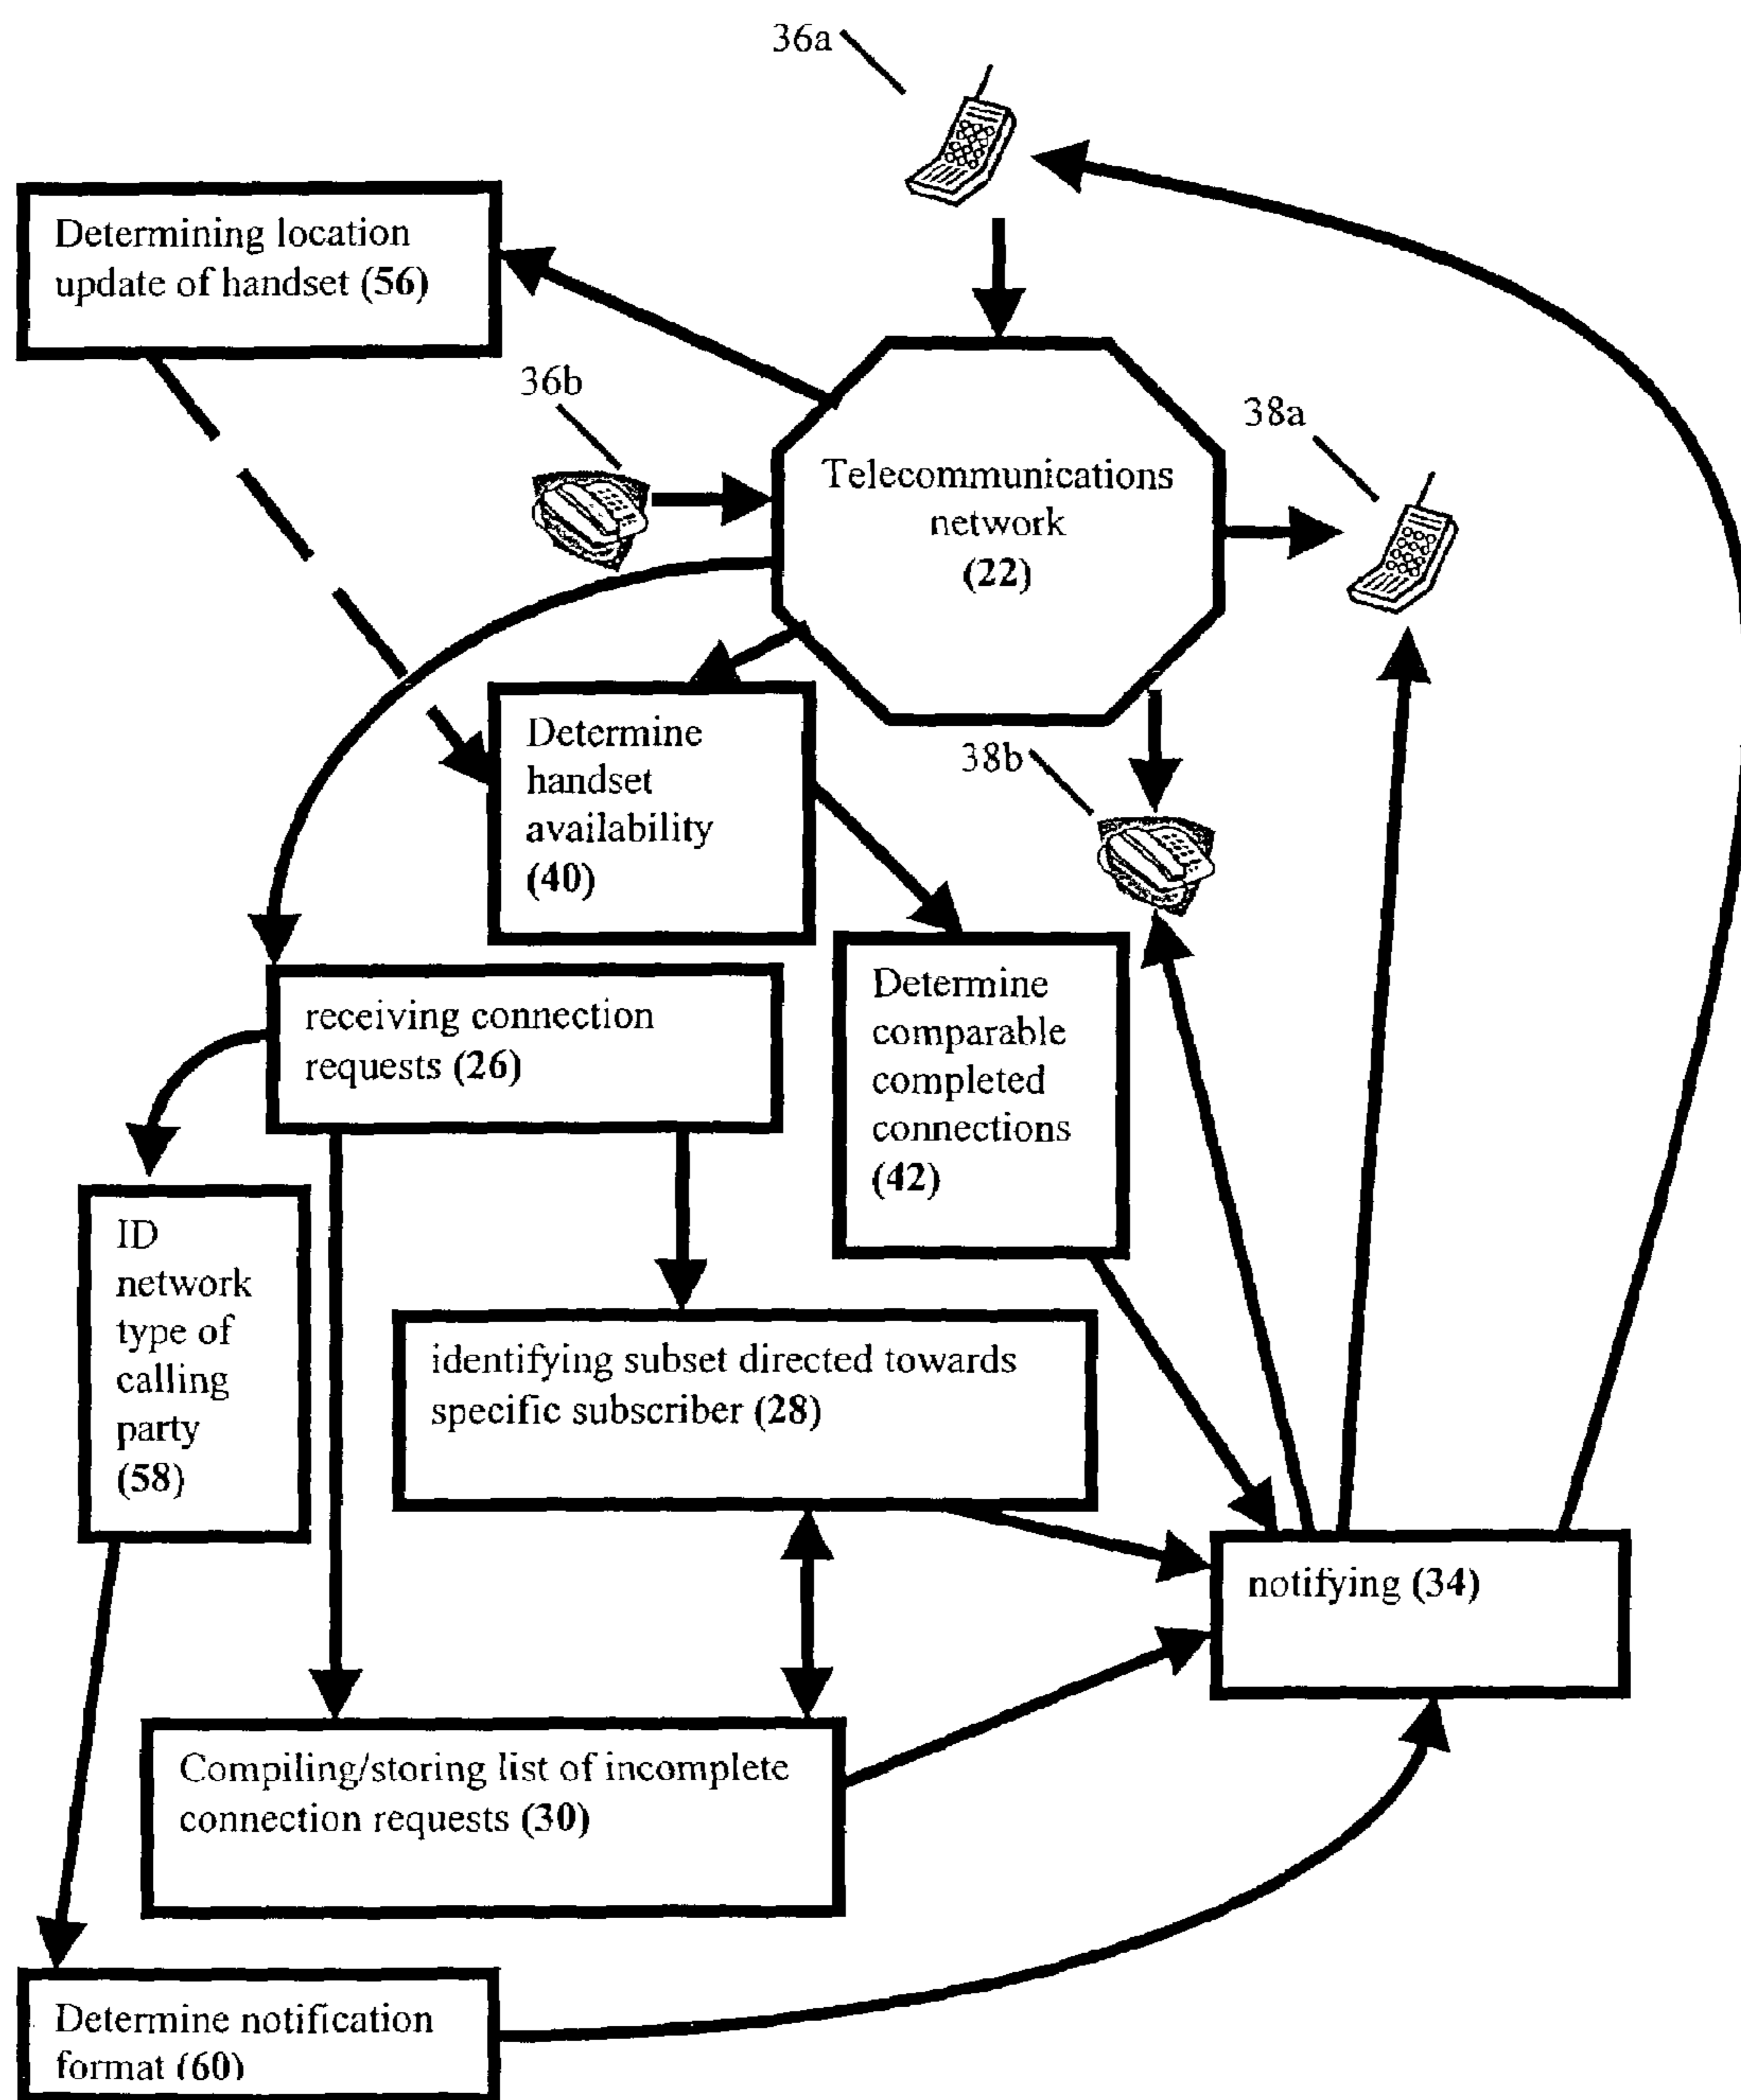 36a
Determining location
update of handset (56)
36b
38a
Telecommunications
network
(22)
Determine
handset
availability
(40)
38b
receiving connection
requests (26)
Determine
comparable
completed
connections
(42)
ID
network
type of
calling
party
(58)
identifying subset directed towards
specific subscriber (28)
notifying (34)
Compiling/storing list of incomplete
connection requests (30)
Determine notification
format (60)